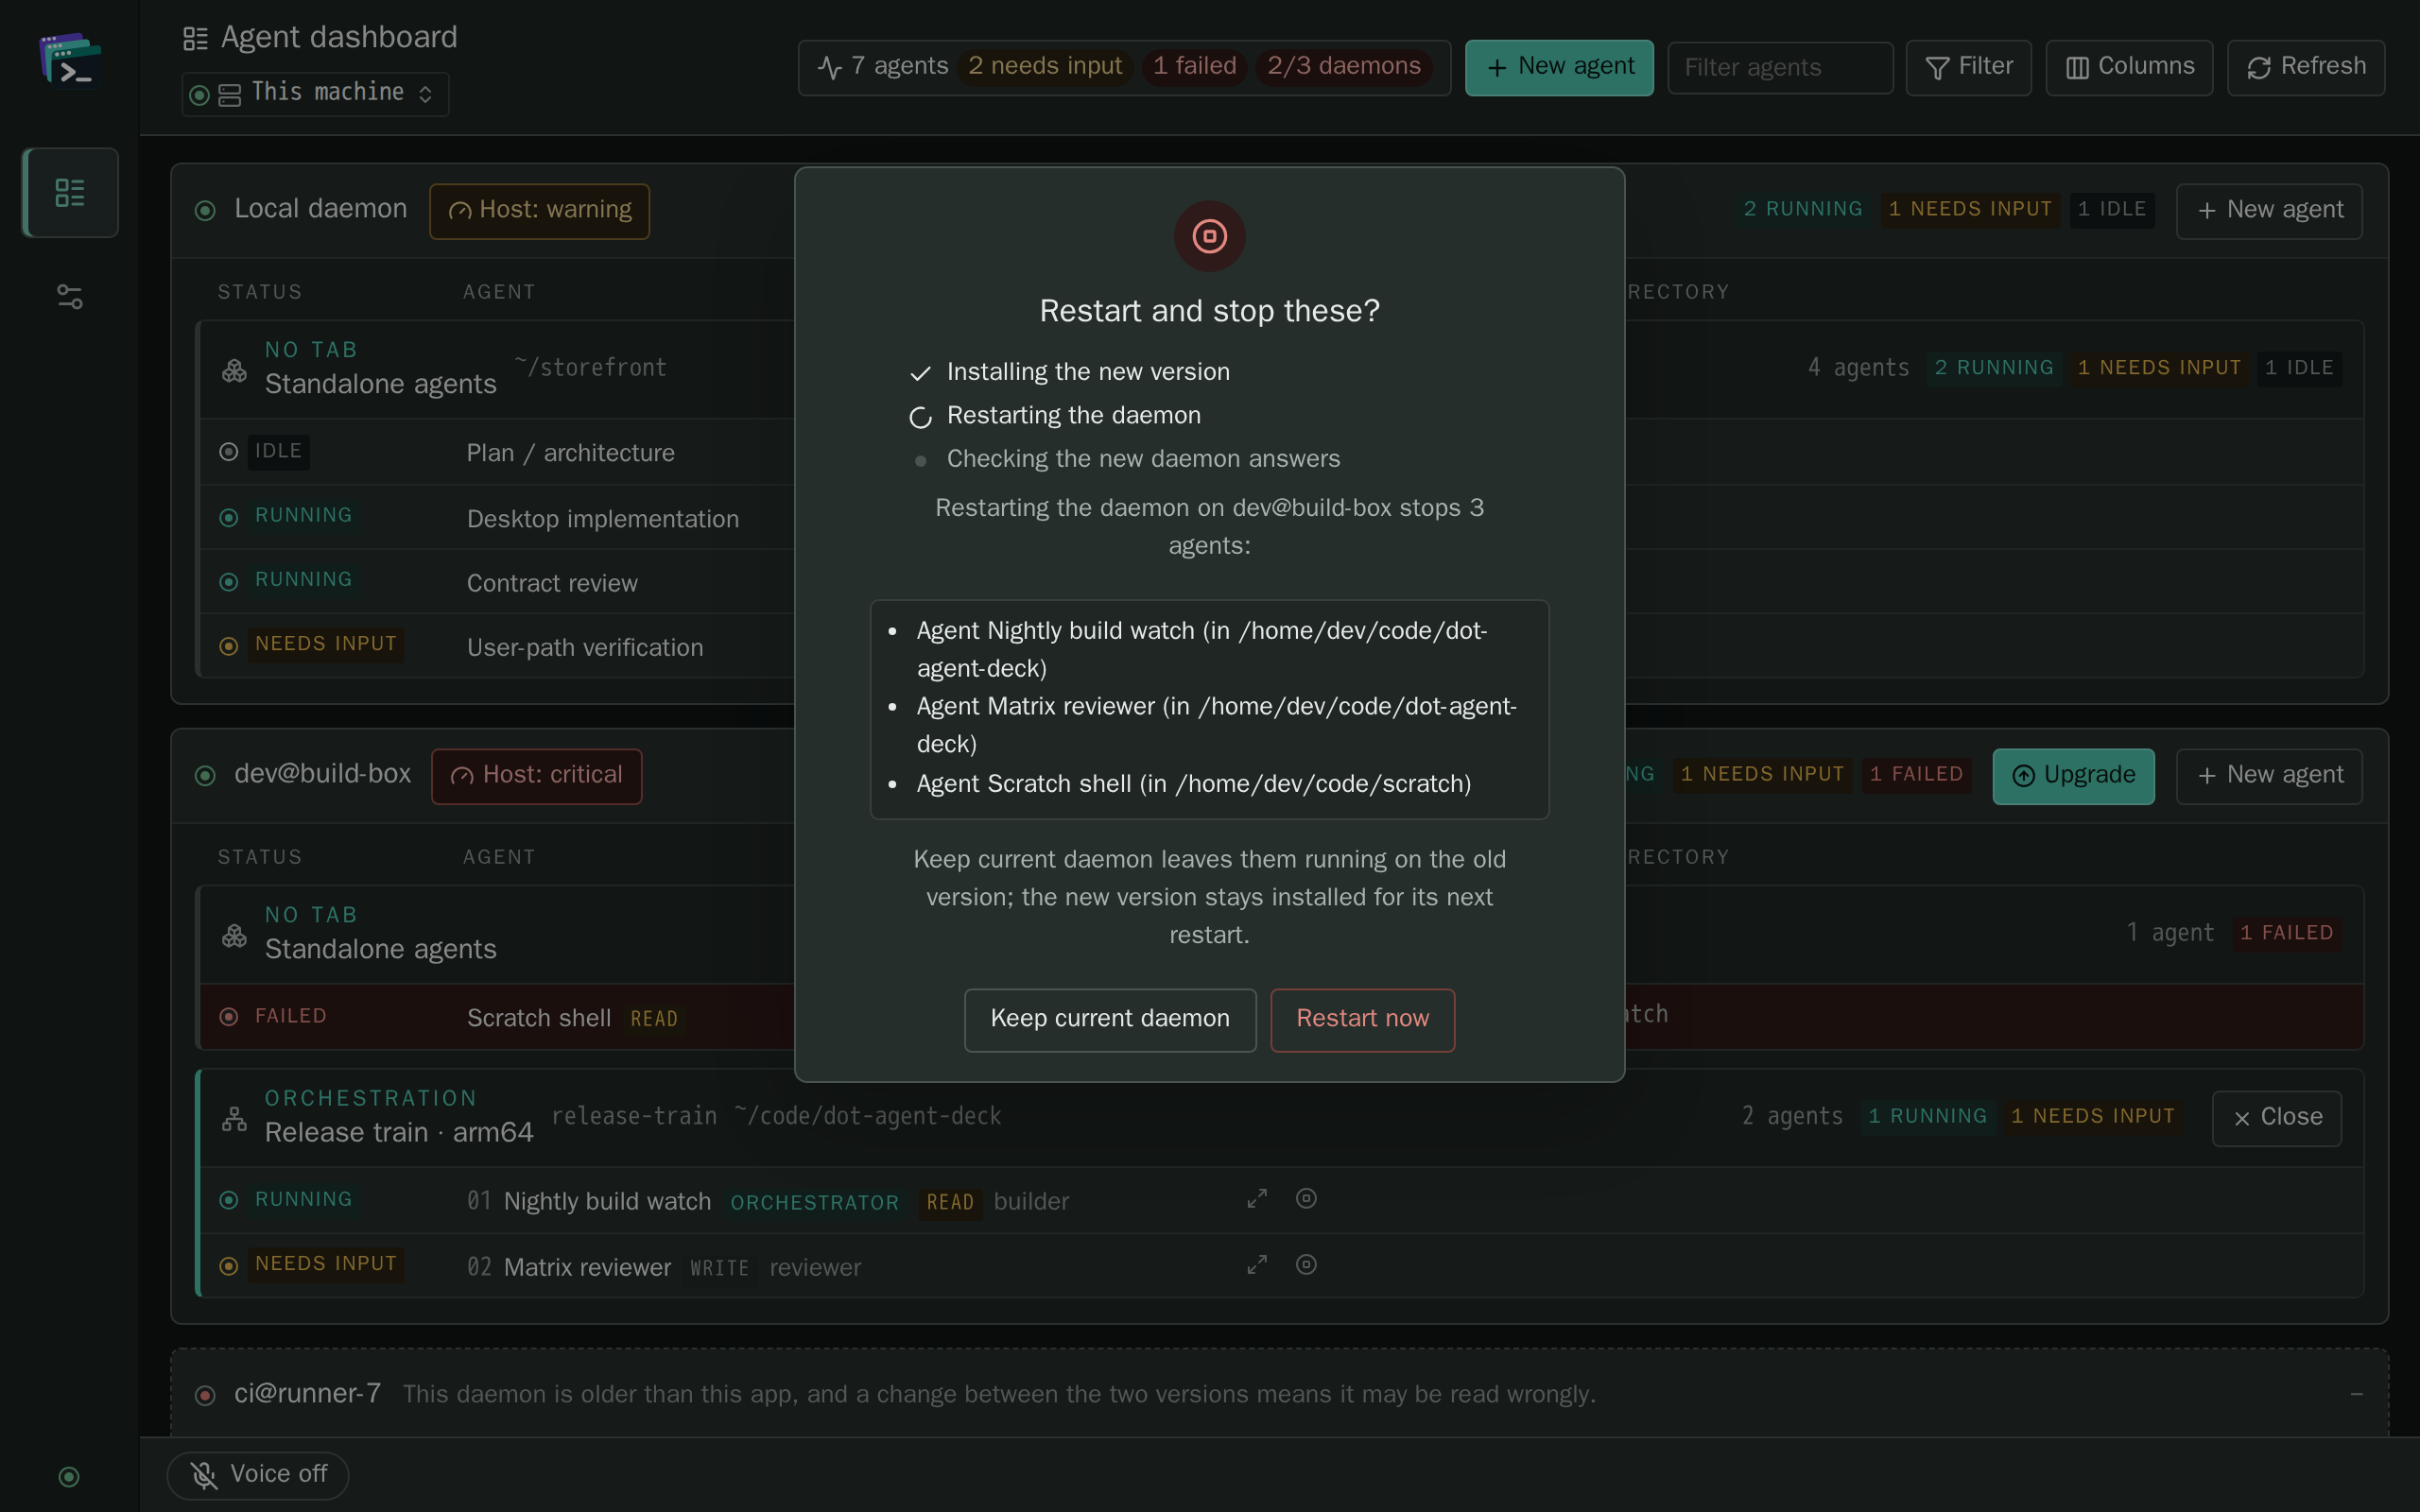 Agent dashboard
This machine
7 agents 2 needs input 1 failed 2/3 daemons
New agent
Filter agents
Filter
Columns
Refresh
Local daemon
Host: warning
2 RUNNING 1 NEEDS INPUT 1 IDLE
New agent
STATUS AGENT RECTORY
NO TAB
Standalone agents ~/storefront
4 agents 2 RUNNING 1 NEEDS INPUT 1 IDLE
IDLE Plan / architecture
RUNNING Desktop implementation
RUNNING Contract review
NEEDS INPUT User-path verification
Restart and stop these?
Installing the new version
Restarting the daemon
Checking the new daemon answers
Restarting the daemon on dev@build-box stops 3
agents:
• Agent Nightly build watch (in /home/dev/code/dot-
agent-deck)
• Agent Matrix reviewer (in /home/dev/code/dot-agent-
deck)
• Agent Scratch shell (in /home/dev/code/scratch)
Keep current daemon leaves them running on the old
version; the new version stays installed for its next
restart.
Keep current daemon
Restart now
dev@build-box
Host: critical
NG 1 NEEDS INPUT 1 FAILED
Upgrade
New agent
STATUS AGENT RECTORY
NO TAB
Standalone agents
1 agent 1 FAILED
FAILED Scratch shell READ tch
ORCHESTRATION
Release train · arm64 release-train ~/code/dot-agent-deck
2 agents 1 RUNNING 1 NEEDS INPUT
Close
RUNNING 01 Nightly build watch ORCHESTRATOR READ builder
NEEDS INPUT 02 Matrix reviewer WRITE reviewer
ci@runner-7 This daemon is older than this app, and a change between the two versions means it may be read wrongly. –
Voice off